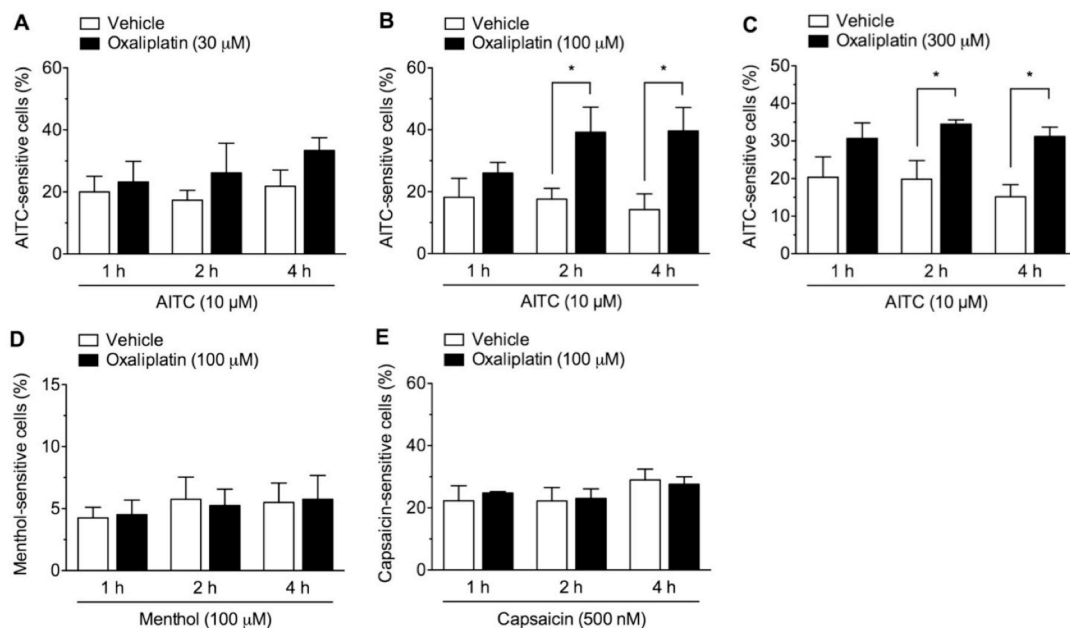 A
Vehicle
Oxaliplatin (30 μM)
AITC-sensitive cells (%)
60
40
20
0
1 h 2 h 4 h
AITC (10 μM)
B
Vehicle
Oxaliplatin (100 μM)
AITC-sensitive cells (%)
60
40
20
0
* *
1 h 2 h 4 h
AITC (10 μM)
C
Vehicle
Oxaliplatin (300 μM)
AITC-sensitive cells (%)
50
40
30
20
10
0
* *
1 h 2 h 4 h
AITC (10 μM)
D
Vehicle
Oxaliplatin (100 μM)
Menthol-sensitive cells (%)
15
10
5
0
1 h 2 h 4 h
Menthol (100 μM)
E
Vehicle
Oxaliplatin (100 μM)
Capsaicin-sensitive cells (%)
60
40
20
0
1 h 2 h 4 h
Capsaicin (500 nM)